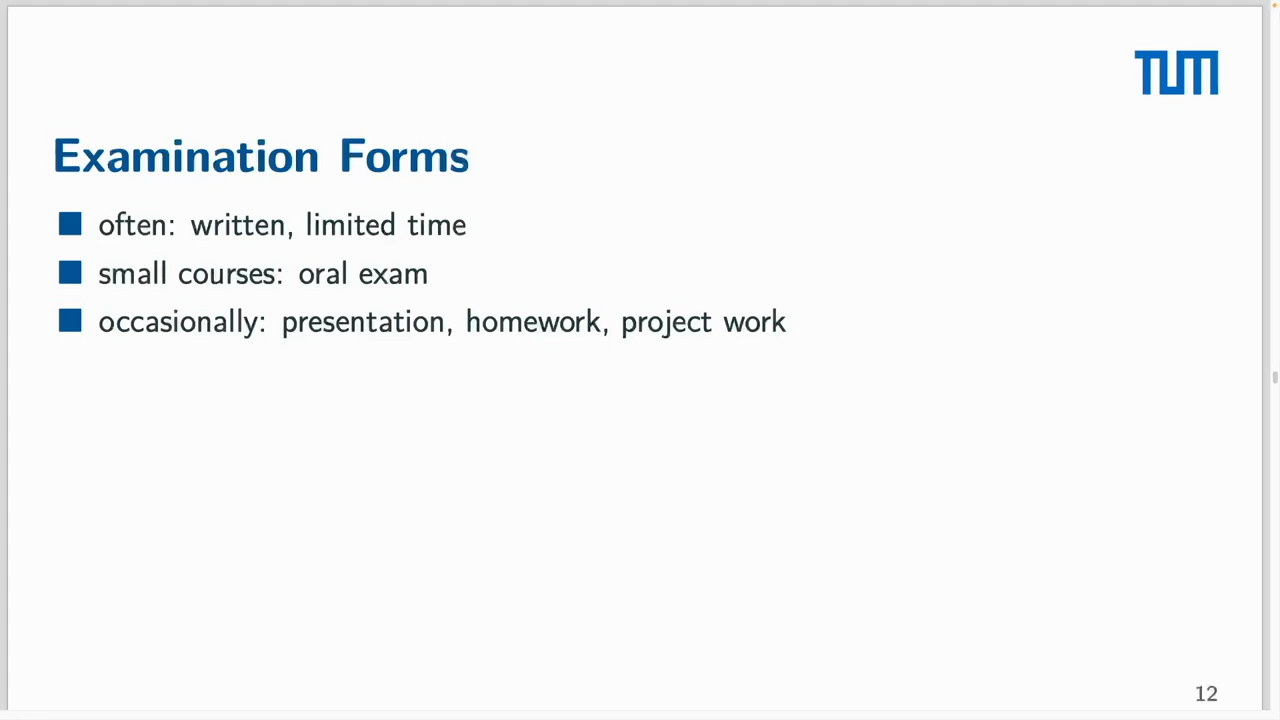 TUM
Examination Forms
often: written, limited time
small courses: oral exam
occasionally: presentation, homework, project work
12